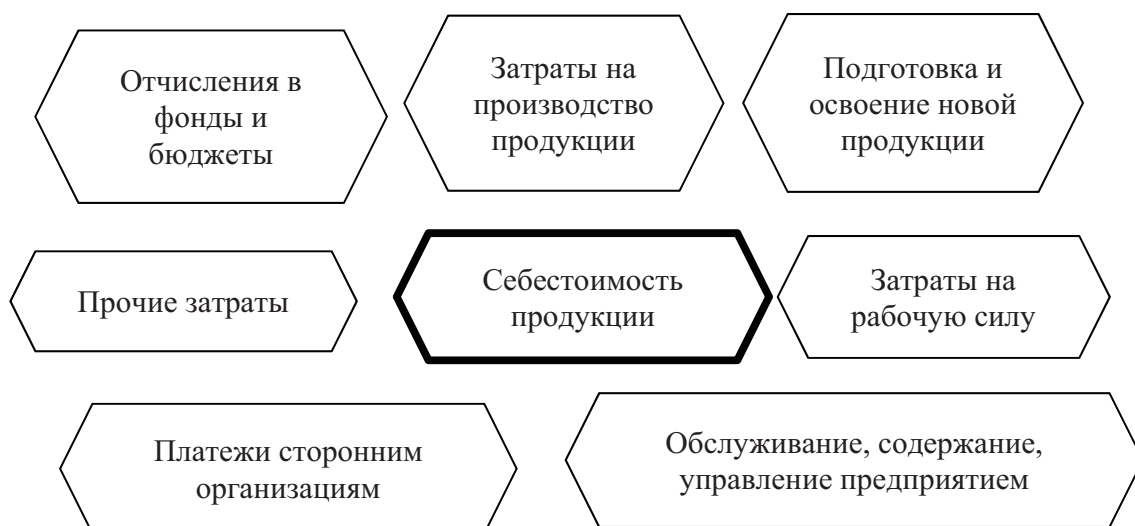 Отчисления в
фонды и
бюджеты
Затраты на
производство
продукции
Подготовка и
освоение новой
продукции
Прочие затраты
Себестоимость
продукции
Затраты на
рабочую силу
Платежи сторонним
организациям
Обслуживание, содержание,
управление предприятием